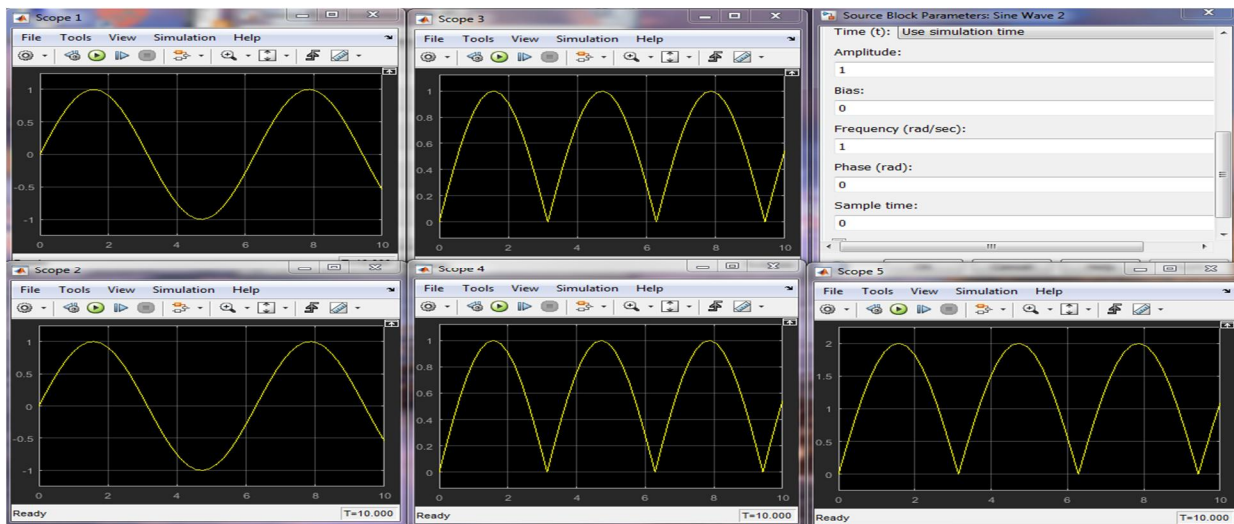 Scope 1
File Tools View Simulation Help
1
0.5
0
-0.5
-1
0 2 4 6 8 10
Ready T=10.000
Scope 3
File Tools View Simulation Help
1
0.8
0.6
0.4
0.2
0
0 2 4 6 8 10
Source Block Parameters: Sine Wave 2
Time (t): Use simulation time
Amplitude:
1
Bias:
0
Frequency (rad/sec):
1
Phase (rad):
0
Sample time:
0
Scope 2
File Tools View Simulation Help
1
0.5
0
-0.5
-1
0 2 4 6 8 10
Ready T=10.000
Scope 4
File Tools View Simulation Help
1
0.8
0.6
0.4
0.2
0
0 2 4 6 8 10
Ready T=10.000
Scope 5
File Tools View Simulation Help
2
1.5
1
0.5
0
0 2 4 6 8 10
Ready T=10.000